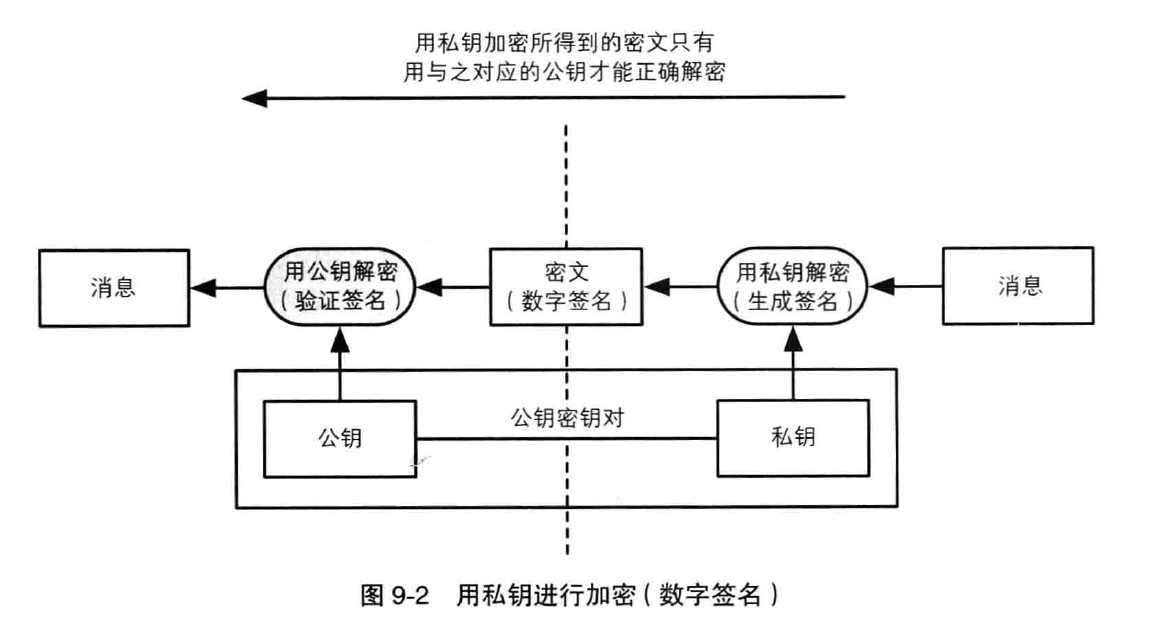 用私钥加密所得到的密文只有
用与之对应的公钥才能正确解密
消息
用公钥解密
（验证签名）
密文
（数字签名）
用私钥解密
（生成签名）
消息
公钥
公钥密钥对
私钥
图 9-2 用私钥进行加密（数字签名）